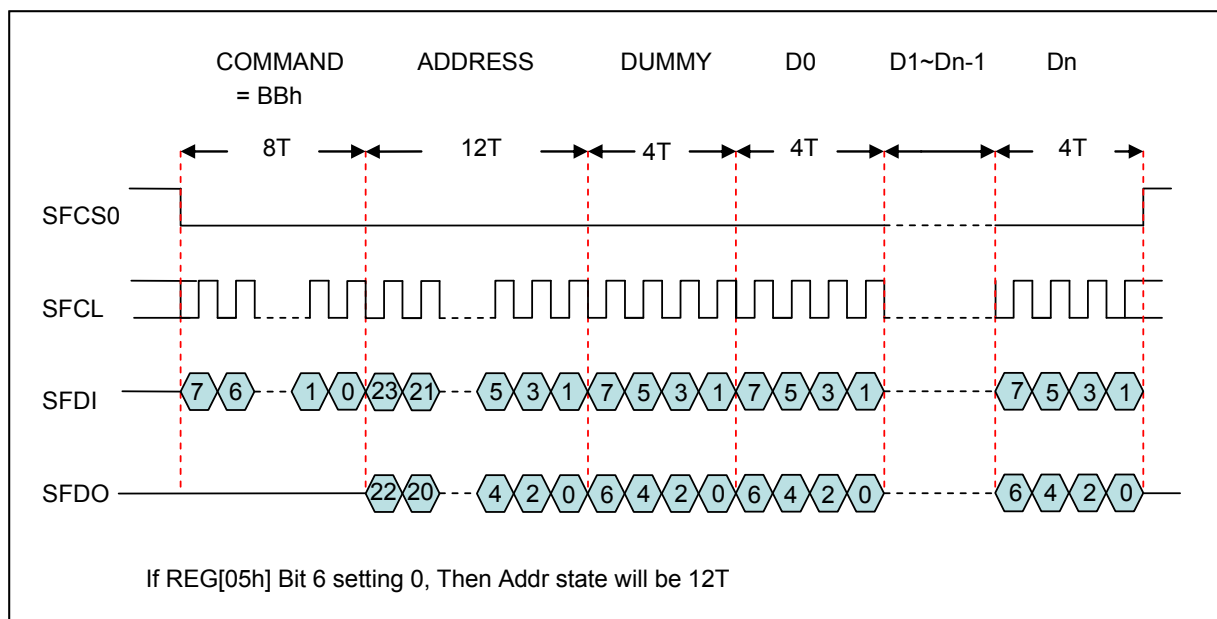 COMMAND ADDRESS DUMMY D0 D1~Dn-1 Dn
= BBh
8T 12T 4T 4T 4T
SFCS0
SFCL
SFDI 7 6 1 0 23 21 5 3 1 7 5 3 1 7 5 3 1 7 5 3 1
SFDO 22 20 4 2 0 6 4 2 0 6 4 2 0 6 4 2 0
If REG[05h] Bit 6 setting 0, Then Addr state will be 12T